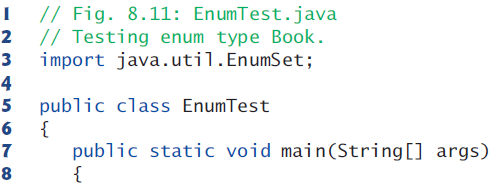 1 // Fig. 8.11: EnumTest.java
2 // Testing enum type Book.
3 import java.util.EnumSet;
4
5 public class EnumTest
6 {
7    public static void main(String[] args)
8    {